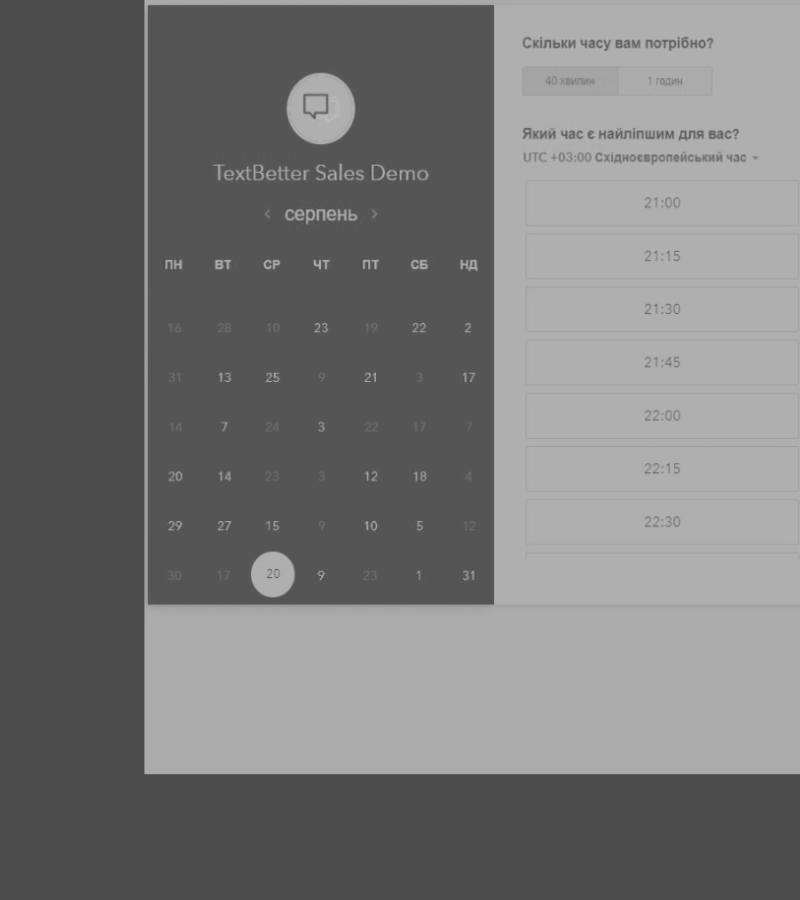 TextBetter Sales Demo
‹ серпень ›
ПН ВТ СР ЧТ ПТ СБ НД
16 28 10 23 19 22 2
31 13 25 9 21 3 17
14 7 24 3 22 17 7
20 14 23 3 12 18 4
29 27 15 9 10 5 12
30 17 20 9 23 1 31
Скільки часу вам потрібно?
40 хвилин 1 годин
Який час є найліпшим для вас?
UTC +03:00 Східноєвропейський час
21:00
21:15
21:30
21:45
22:00
22:15
22:30